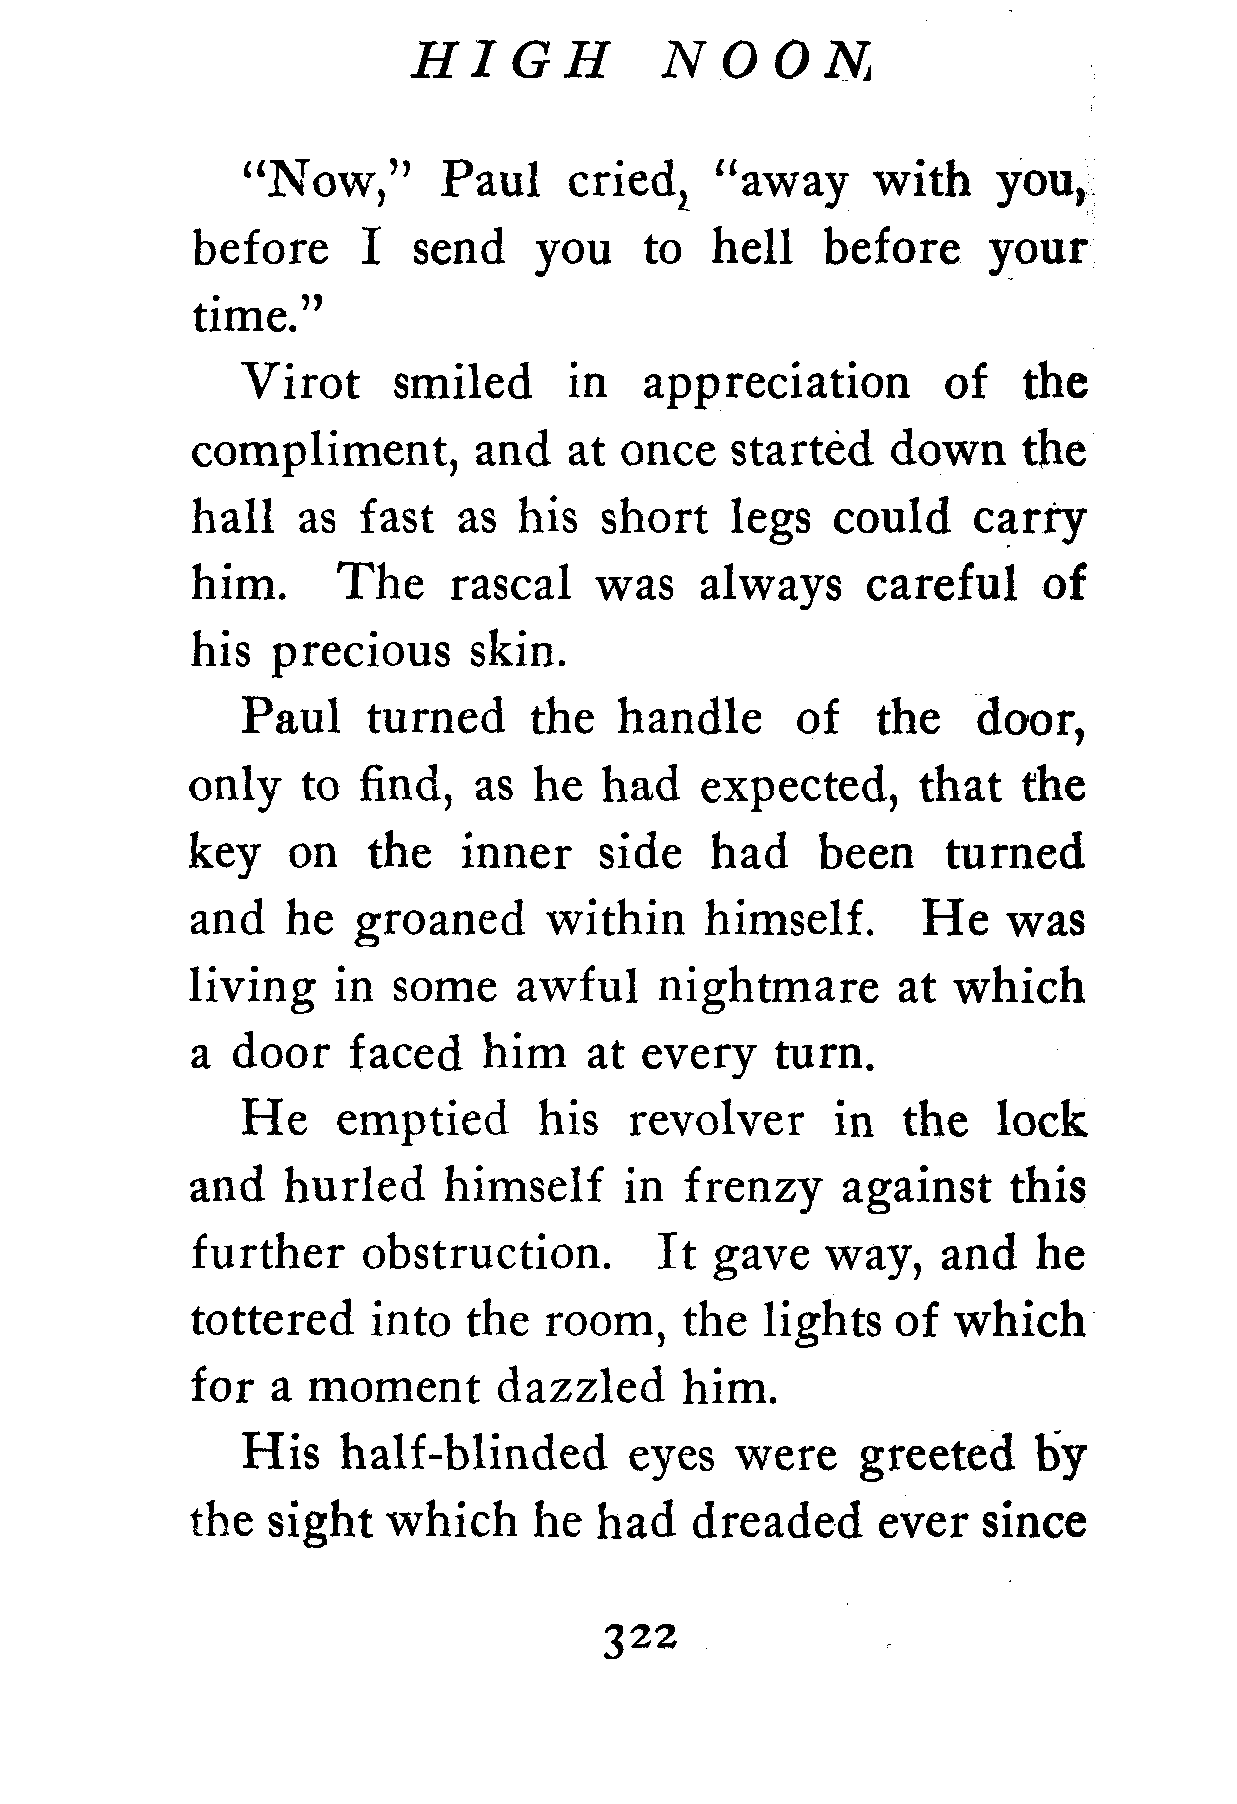 HIGH NOON
“Now,” Paul cried, “away with you,
before I send you to hell before your
time.”
Virot smiled in appreciation of the
compliment, and at once started down the
hall as fast as his short legs could carry
him. The rascal was always careful of
his precious skin.
Paul turned the handle of the door,
only to find, as he had expected, that the
key on the inner side had been turned
and he groaned within himself. He was
living in some awful nightmare at which
a door faced him at every turn.
He emptied his revolver in the lock
and hurled himself in frenzy against this
further obstruction. It gave way, and he
tottered into the room, the lights of which
for a moment dazzled him.
His half-blinded eyes were greeted by
the sight which he had dreaded ever since
322